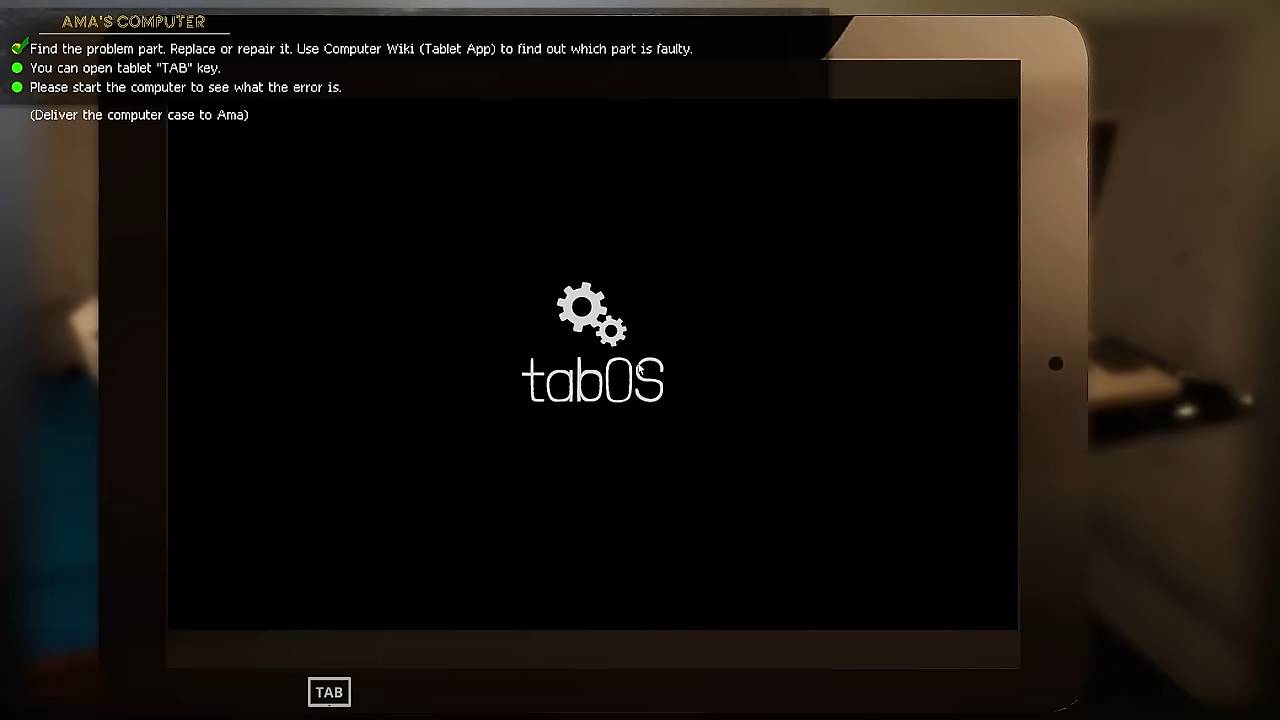 AMA'S COMPUTER
Find the problem part. Replace or repair it. Use Computer Wiki (Tablet App) to find out which part is faulty.
You can open tablet "TAB" key.
Please start the computer to see what the error is.
(Deliver the computer case to Ama)
tabOS
TAB